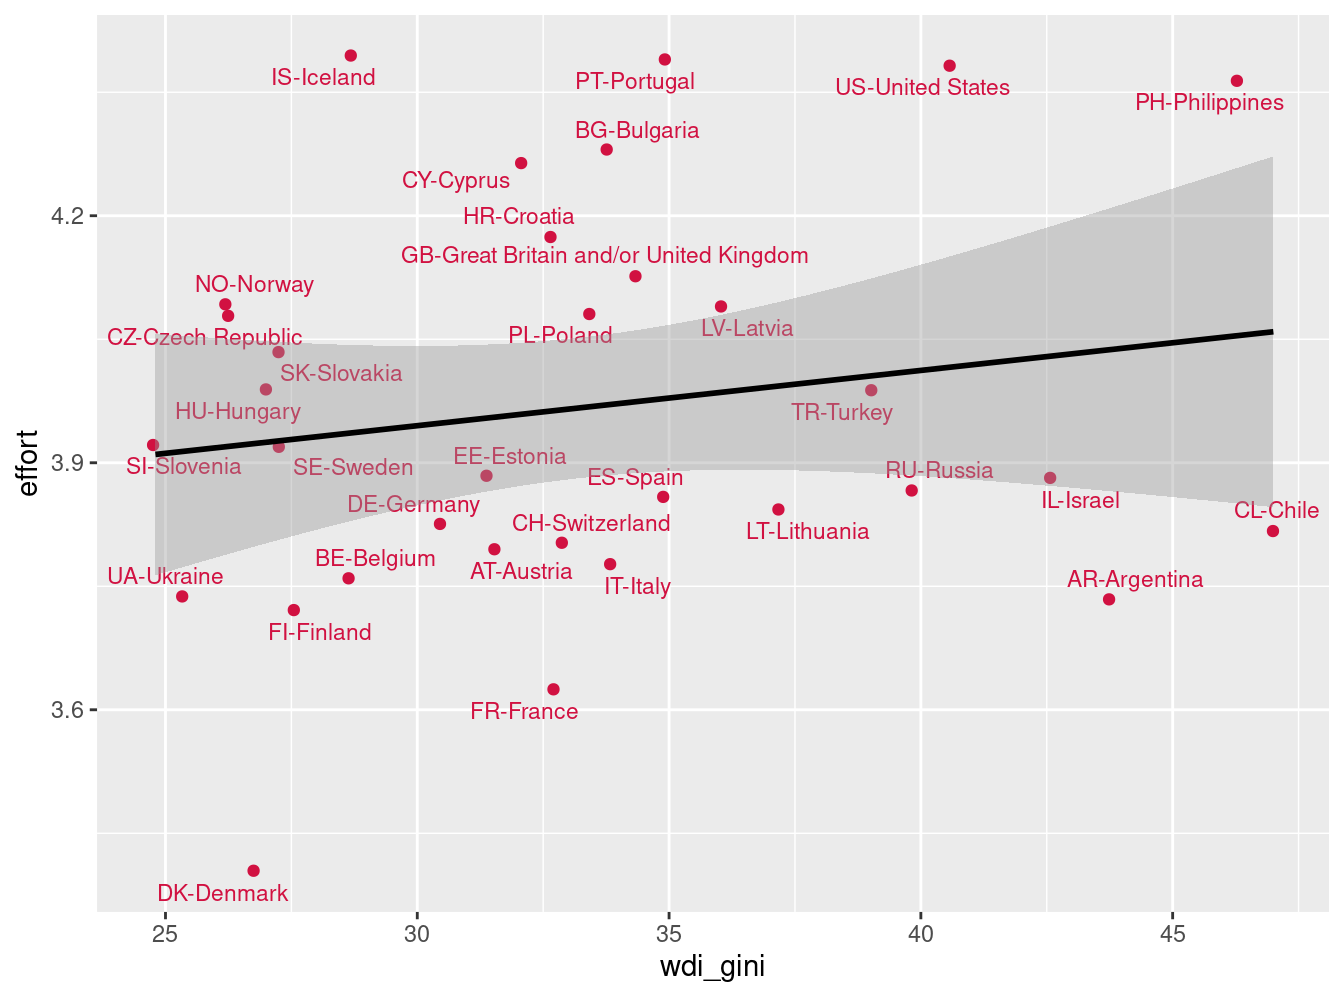 IS-Iceland
PT-Portugal
US-United States
PH-Philippines
BG-Bulgaria
CY-Cyprus
HR-Croatia
GB-Great Britain and/or United Kingdom
NO-Norway
CZ-Czech Republic
PL-Poland
LV-Latvia
SK-Slovakia
HU-Hungary
TR-Turkey
SI-Slovenia
SE-Sweden
EE-Estonia
RU-Russia
ES-Spain
IL-Israel
DE-Germany
CL-Chile
CH-Switzerland
LT-Lithuania
BE-Belgium
AT-Austria
UA-Ukraine
IT-Italy
AR-Argentina
FI-Finland
FR-France
DK-Denmark
4.2
3.9
3.6
effort
25 30 35 40 45
wdi_gini